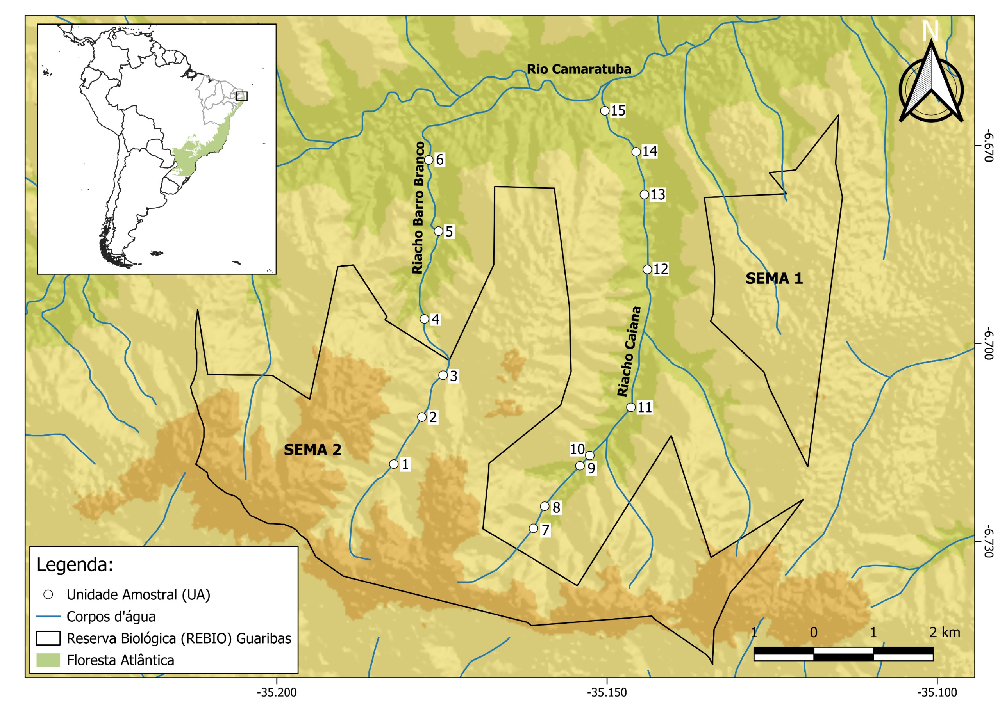 N
Rio Camaratuba
15
14
6
13
5
12
4
3
11
2
10
9
1
8
7
Riacho Barro Branco
Riacho Caiana
SEMA 1
SEMA 2
-6.670
-6.700
-6.730
Legenda:
Unidade Amostral (UA)
Corpos d'água
Reserva Biológica (REBIO) Guaribas
Floresta Atlântica
1 0 1 2 km
-35.200 -35.150 -35.100